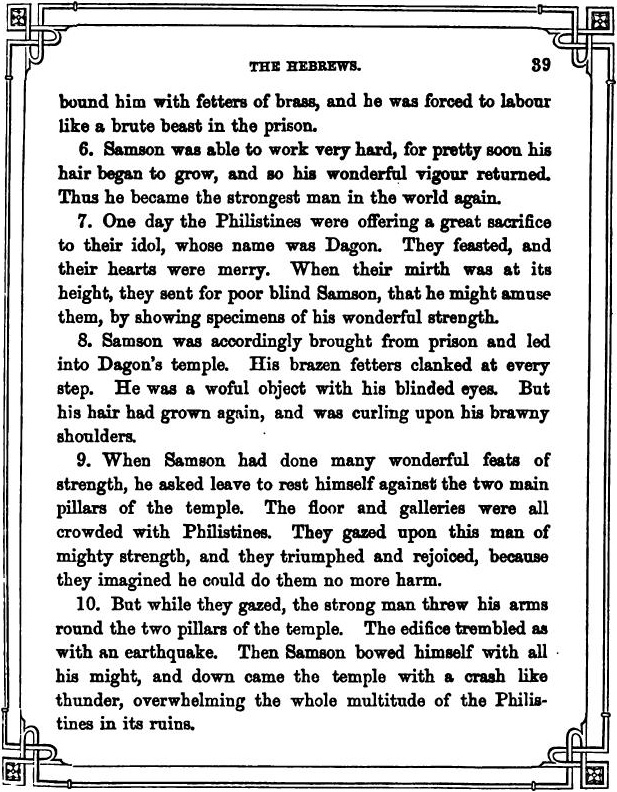 THE HEBREWS. 39
bound him with fetters of brass, and he was forced to labour
like a brute beast in the prison.
6. Samson was able to work very hard, for pretty soon his
hair began to grow, and so his wonderful vigour returned.
Thus he became the strongest man in the world again.
7. One day the Philistines were offering a great sacrifice
to their idol, whose name was Dagon. They feasted, and
their hearts were merry. When their mirth was at its
height, they sent for poor blind Samson, that he might amuse
them, by showing specimens of his wonderful strength.
8. Samson was accordingly brought from prison and led
into Dagon's temple. His brazen fetters clanked at every
step. He was a woful object with his blinded eyes. But
his hair had grown again, and was curling upon his brawny
shoulders.
9. When Samson had done many wonderful feats of
strength, he asked leave to rest himself against the two main
pillars of the temple. The floor and galleries were all
crowded with Philistines. They gazed upon this man of
mighty strength, and they triumphed and rejoiced, because
they imagined he could do them no more harm.
10. But while they gazed, the strong man threw his arms
round the two pillars of the temple. The edifice trembled as
with an earthquake. Then Samson bowed himself with all
his might, and down came the temple with a crash like
thunder, overwhelming the whole multitude of the Philis-
tines in its ruins.